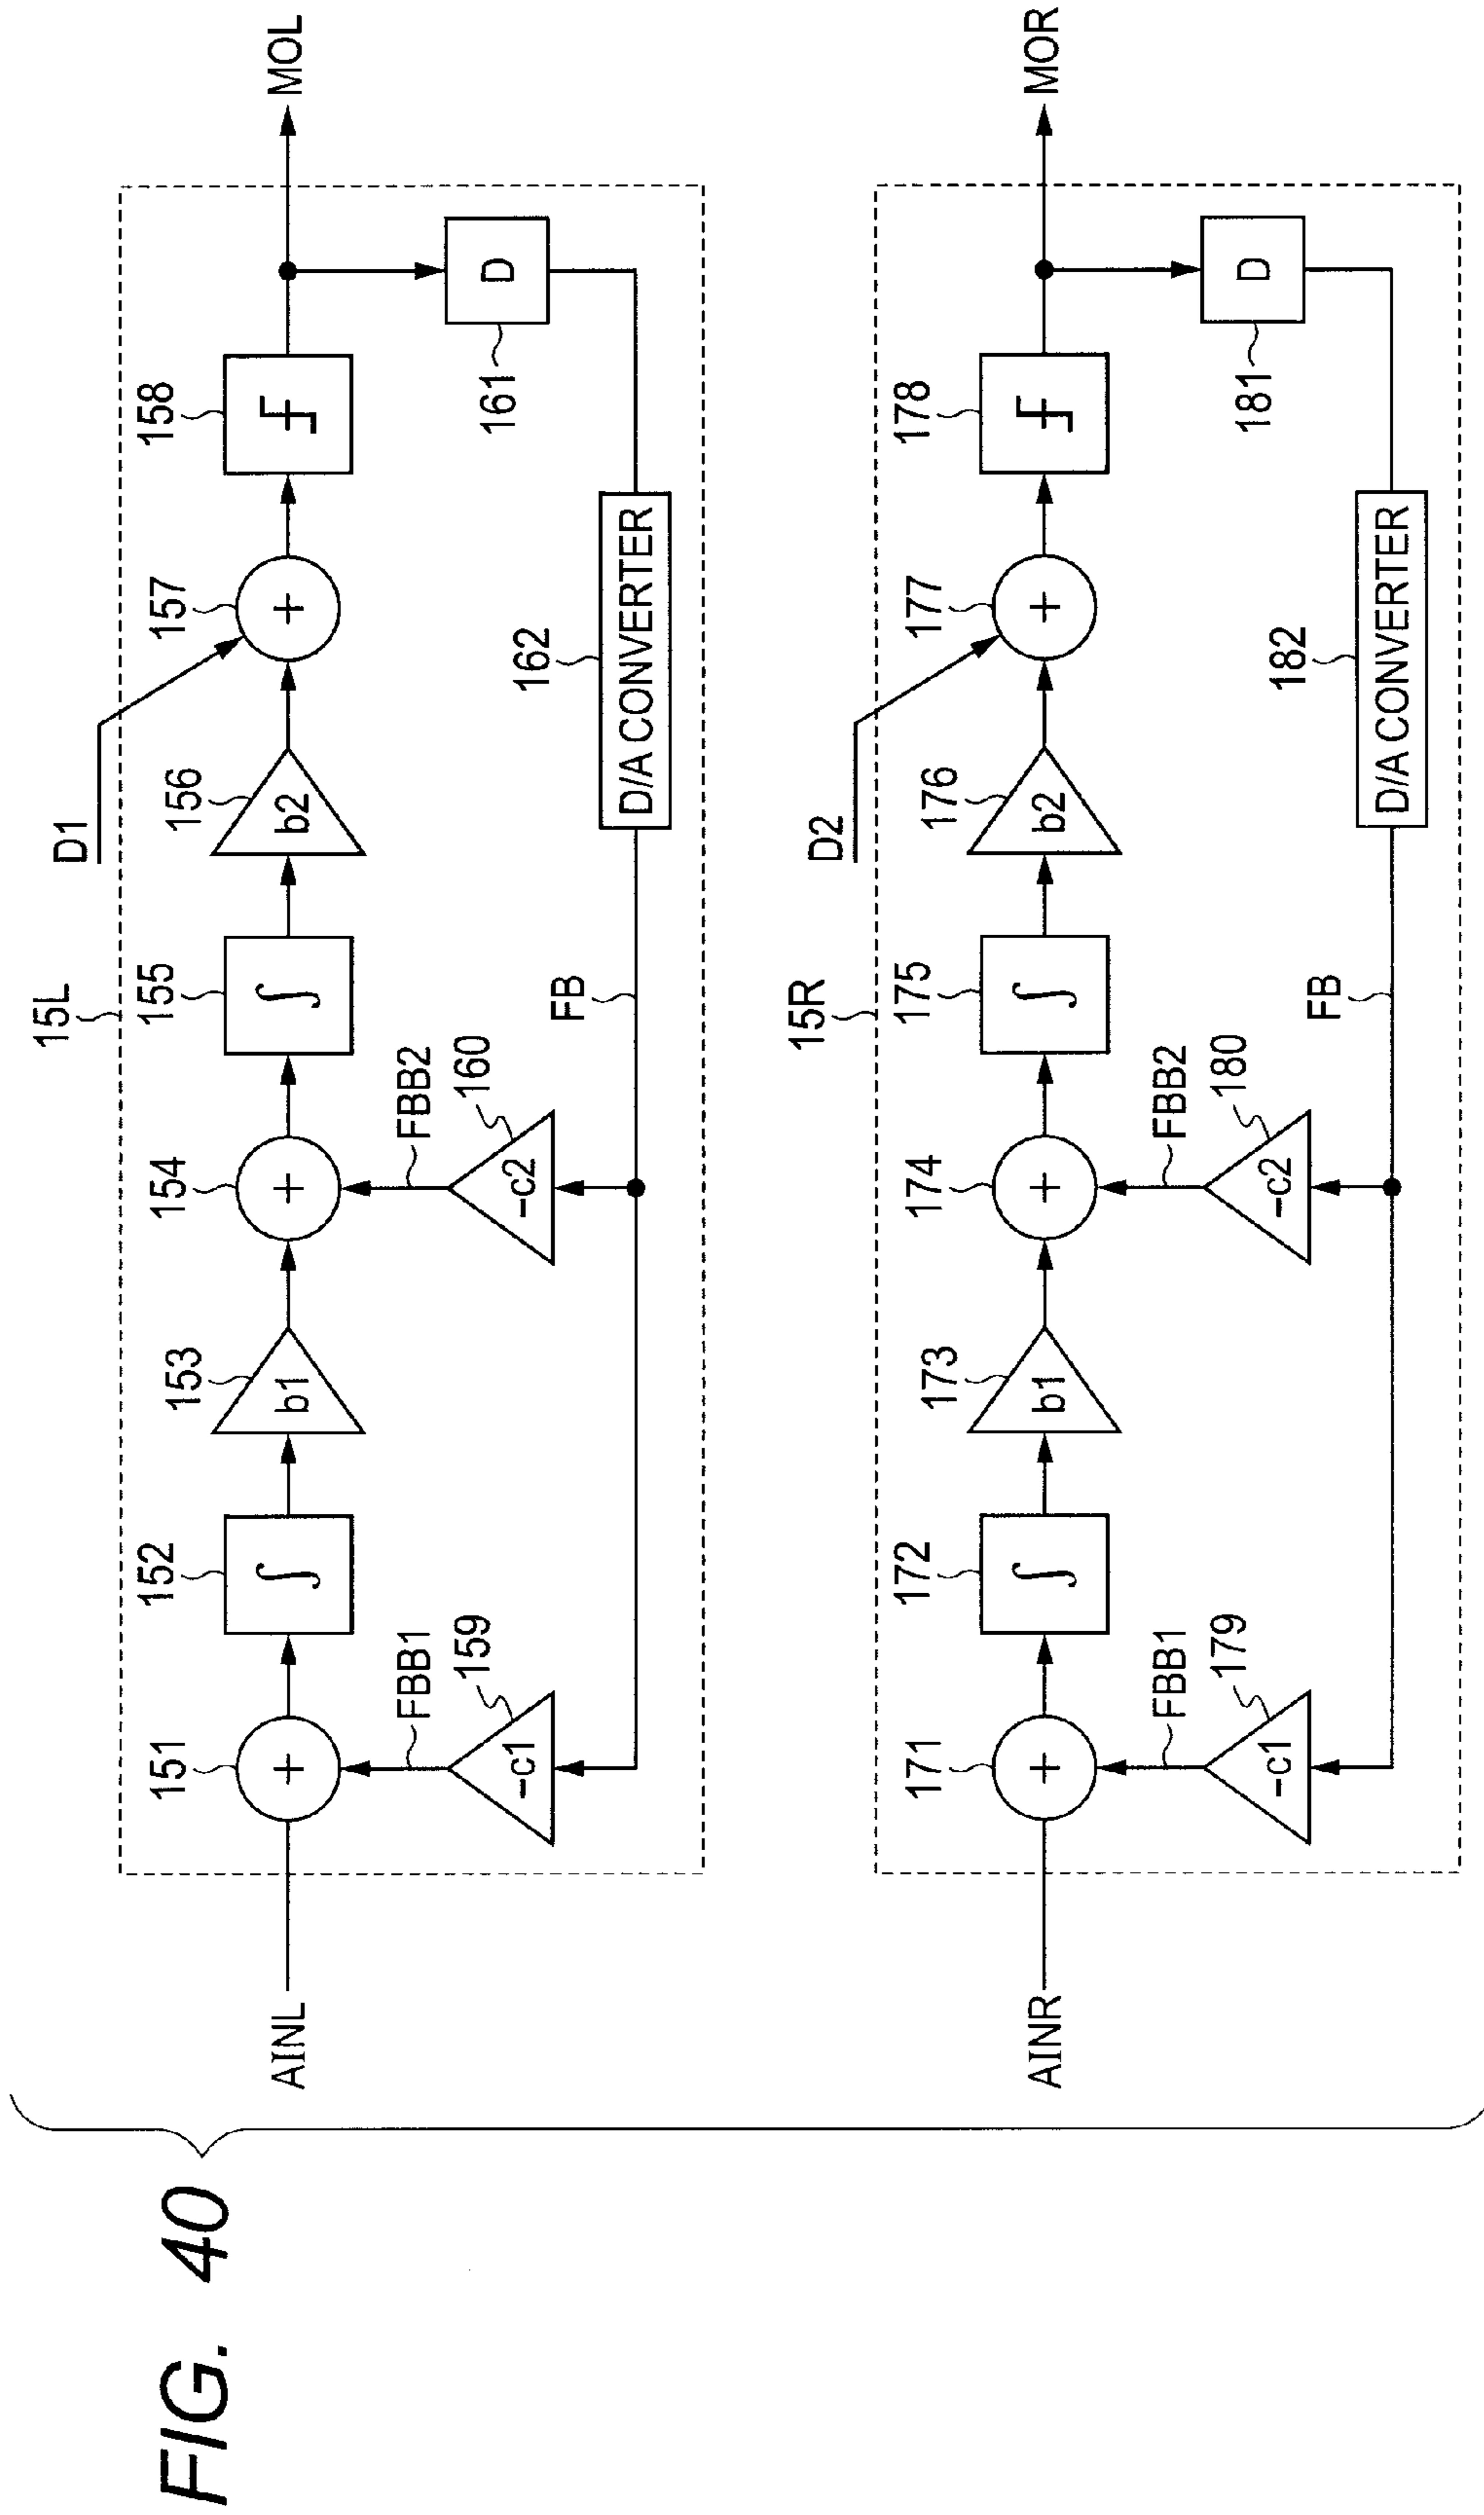 FIG. 40
15L
D1
151
152
153
154
155
156
157
158
AINL
+
∫
b1
+
∫
b2
+
MOL
FBB1
159
-c1
FBB2
160
-c2
FB
162
D/A CONVERTER
161
D
15R
D2
171
172
173
174
175
176
177
178
AINR
+
∫
b1
+
∫
b2
+
MOR
FBB1
179
-c1
FBB2
180
-c2
FB
182
D/A CONVERTER
181
D